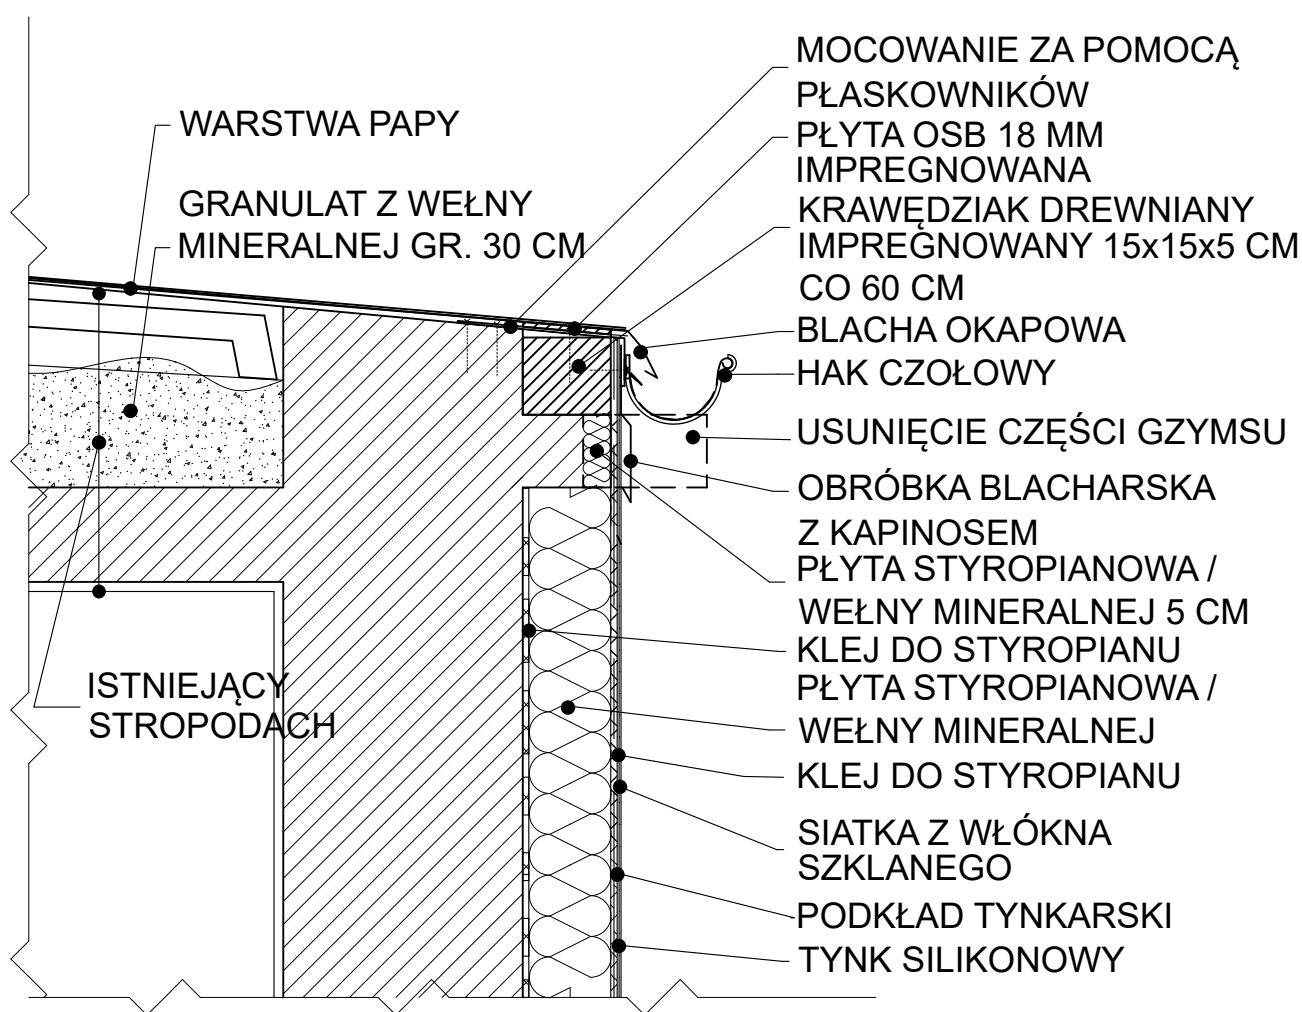 WARSTWA PAPY
GRANULAT Z WEŁNY
MINERALNEJ GR. 30 CM
ISTNIEJĄCY
STROPODACH
MOCOWANIE ZA POMOCĄ
PŁASKOWNIKÓW
PŁYTA OSB 18 MM
IMPREGNOWANA
KRAWĘDZIAK DREWNIANY
IMPREGNOWANY 15x15x5 CM
CO 60 CM
BLACHA OKAPOWA
HAK CZOŁOWY
USUNIĘCIE CZĘŚCI GZYMSU
OBRÓBKA BLACHARSKA
Z KAPINOSEM
PŁYTA STYROPIANOWA /
WEŁNY MINERALNEJ 5 CM
KLEJ DO STYROPIANU
PŁYTA STYROPIANOWA /
WEŁNY MINERALNEJ
KLEJ DO STYROPIANU
SIATKA Z WŁÓKNA
SZKLANEGO
PODKŁAD TYNKARSKI
TYNK SILIKONOWY